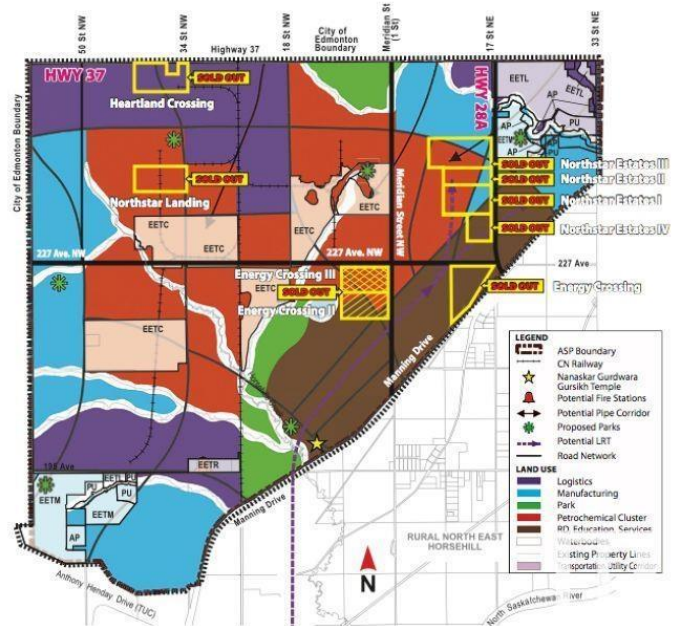 50 St NW
34 St NW
Highway 37
18 St NW
City of
Edmonton
Boundary
Meridian St
(1 St)
17 St NE
33 St NE
HWY 37
SOLD OUT
Heartland Crossing
HWY 28A
EETL
EETL
AP
AP
PU
EETM
AP
PU
City of Edmonton Boundary
SOLD OUT
Northstar Estates III
SOLD OUT
Northstar Estates II
SOLD OUT
Northstar Estates I
SOLD OUT
Northstar Estates IV
SOLD OUT
Northstar Landing
Meridian Street NW
EETC
EETC
EETC
227 Ave. NW
227 Ave. NW
227 Ave
Energy Crossing III
SOLD OUT
Energy Crossing II
EETC
SOLD OUT
Energy Crossing
EETC
Manning Drive
LEGEND
ASP Boundary
CN Railway
Nanaskar Gurdwara
Gursikh Temple
Potential Fire Stations
Potential Pipe Corridor
Proposed Parks
Potential LRT
Road Network
LAND USE
Logistics
Manufacturing
Park
Petrochemical Cluster
RD, Education, Services
Waterbodies
Existing Property Lines
Transportation Utility Corridor
198 Ave
EETR
EETM
EETL
PU
PU
PU
EETM
AP
Manning Drive
Anthony Henday Drive (TUC)
RURAL NORTH EAST
HORSEHILL
N
North Saskatchewan River